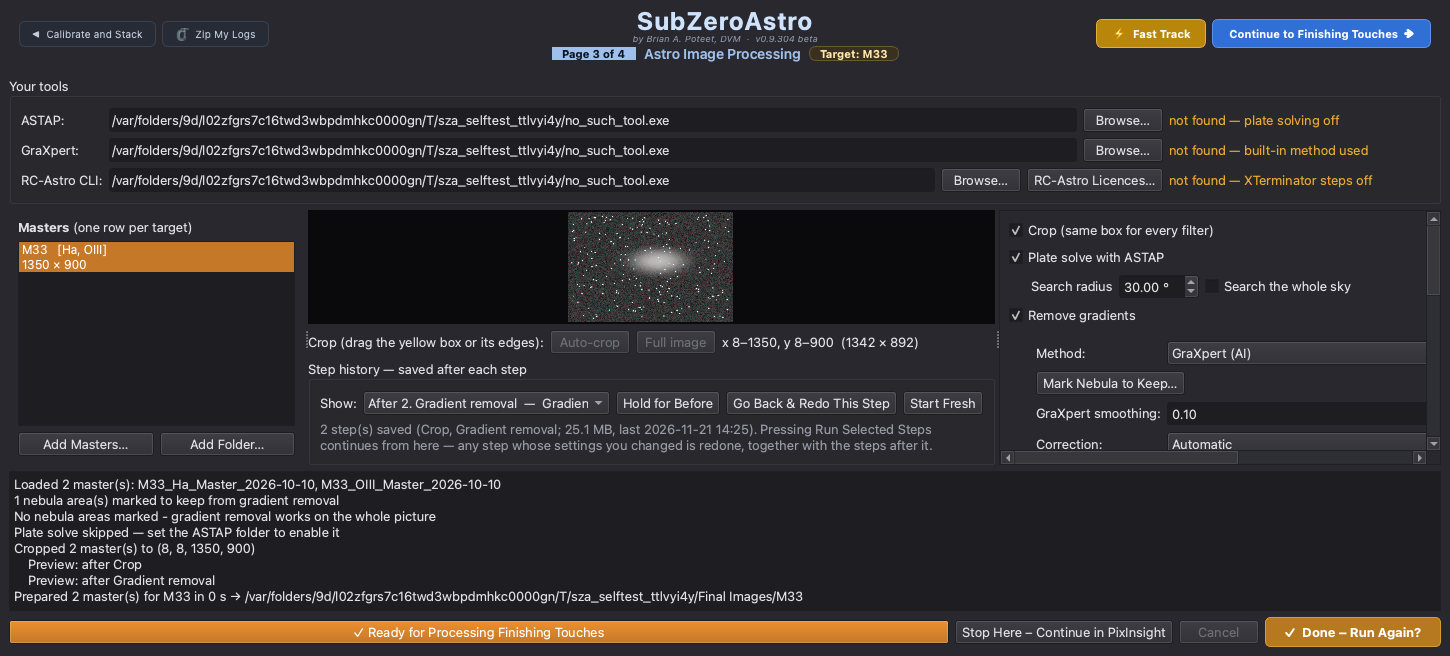 SubZeroAstro
◄ Calibrate and Stack
Zip My Logs
by Brian A. Poteet, DVM · v0.9.304 beta
Page 3 of 4
Astro Image Processing
Target: M33
⚡ Fast Track
Continue to Finishing Touches
Your tools
ASTAP: /var/folders/9d/l02zfgrs7c16twd3wbpdmhkc0000gn/T/sza_selftest_ttlvyi4y/no_such_tool.exe Browse... not found — plate solving off
GraXpert: /var/folders/9d/l02zfgrs7c16twd3wbpdmhkc0000gn/T/sza_selftest_ttlvyi4y/no_such_tool.exe Browse... not found — built-in method used
RC-Astro CLI: /var/folders/9d/l02zfgrs7c16twd3wbpdmhkc0000gn/T/sza_selftest_ttlvyi4y/no_such_tool.exe Browse... RC-Astro Licences... not found — XTerminator steps off
Masters (one row per target)
M33 [Ha, OIII]
1350 × 900
Add Masters...
Add Folder...
Crop (drag the yellow box or its edges): Auto-crop Full image x 8–1350, y 8–900 (1342 × 892)
Step history — saved after each step
Show: After 2. Gradient removal — Gradien Hold for Before Go Back & Redo This Step Start Fresh
2 step(s) saved (Crop, Gradient removal; 25.1 MB, last 2026-11-21 14:25). Pressing Run Selected Steps
continues from here — any step whose settings you changed is redone, together with the steps after it.
✓ Crop (same box for every filter)
✓ Plate solve with ASTAP
Search radius 30.00 ° Search the whole sky
✓ Remove gradients
Method: GraXpert (AI)
Mark Nebula to Keep...
GraXpert smoothing: 0.10
Correction: Automatic
Loaded 2 master(s): M33_Ha_Master_2026-10-10, M33_OIII_Master_2026-10-10
1 nebula area(s) marked to keep from gradient removal
No nebula areas marked - gradient removal works on the whole picture
Plate solve skipped — set the ASTAP folder to enable it
Cropped 2 master(s) to (8, 8, 1350, 900)
Preview: after Crop
Preview: after Gradient removal
Prepared 2 master(s) for M33 in 0 s → /var/folders/9d/l02zfgrs7c16twd3wbpdmhkc0000gn/T/sza_selftest_ttlvyi4y/Final Images/M33
✓ Ready for Processing Finishing Touches
Stop Here – Continue in PixInsight
Cancel
✓ Done – Run Again?